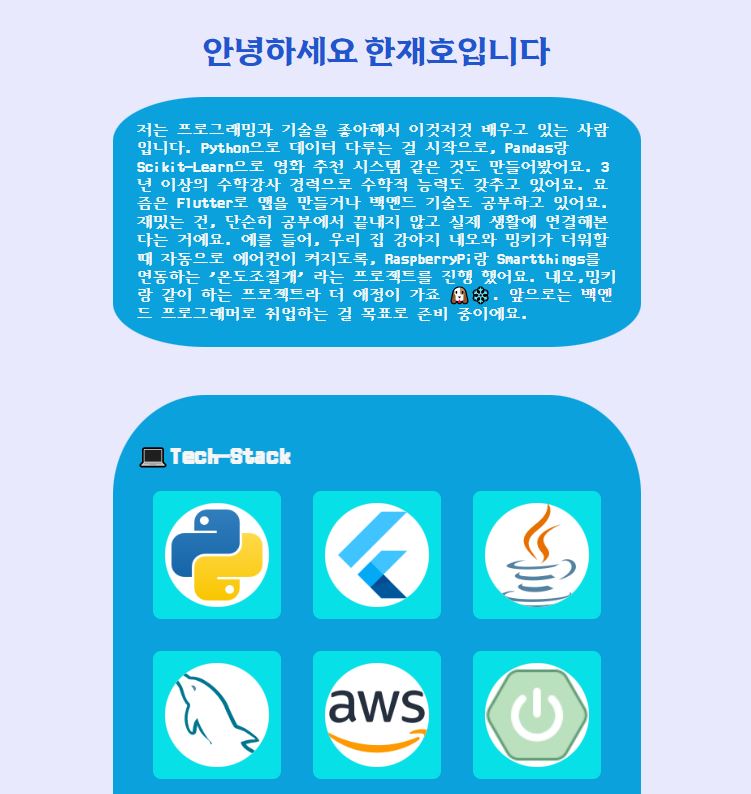 안녕하세요 한재호입니다
저는 프로그래밍과 기술을 좋아해서 이것저것 배우고 있는 사람
입니다. Python으로 데이터 다루는 걸 시작으로, Pandas랑
Scikit-Learn으로 영화 추천 시스템 같은 것도 만들어봤어요. 3
년 이상의 수학강사 경력으로 수학적 능력도 갖추고 있어요. 요
즘은 Flutter로 앱을 만들거나 백엔드 기술도 공부하고 있어요.
재밌는 건, 단순히 공부에서 끝내지 않고 실제 생활에 연결해본
다는 거예요. 예를 들어, 우리 집 강아지 네오와 밍키가 더워할
때 자동으로 에어컨이 켜지도록, RaspberryPi랑 Smartthings를
연동하는 '온도조절개' 라는 프로젝트를 진행 했어요. 네오,밍키
랑 같이 하는 프로젝트라 더 애정이 가죠 🐶❄. 앞으로는 백엔
드 프로그래머로 취업하는 걸 목표로 준비 중이에요.
💻Tech-Stack
aws